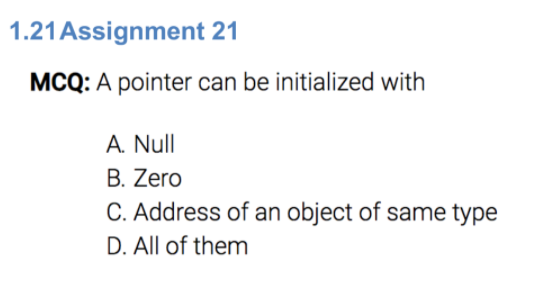 1.21 Assignment 21
MCQ: A pointer can be initialized with
A. Null
B. Zero
C. Address of an object of same type
D. All of them